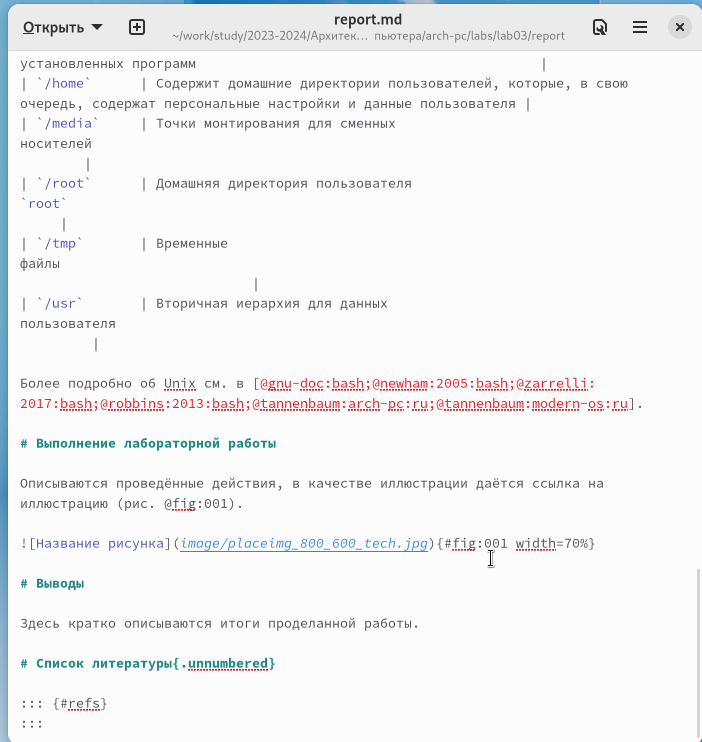 Открыть
report.md
~/work/study/2023-2024/Архитек… пьютера/arch-pc/labs/lab03/report
установленных программ |
| `/home` | Содержит домашние директории пользователей, которые, в свою
очередь, содержат персональные настройки и данные пользователя |
| `/media` | Точки монтирования для сменных
носителей
|
| `/root` | Домашняя директория пользователя
`root`
|
| `/tmp` | Временные
файлы
|
| `/usr` | Вторичная иерархия для данных
пользователя
|
Более подробно об Unix см. в [@gnu-doc:bash;@newham:2005:bash;@zarrelli:
2017:bash;@robbins:2013:bash;@tannenbaum:arch-pc:ru;@tannenbaum:modern-os:ru].
# Выполнение лабораторной работы
Описываются проведённые действия, в качестве иллюстрации даётся ссылка на
иллюстрацию (рис. @fig:001).
![Название рисунка](image/placeimg_800_600_tech.jpg){#fig:001 width=70%}
# Выводы
Здесь кратко описываются итоги проделанной работы.
# Список литературы{.unnumbered}
::: {#refs}
:::